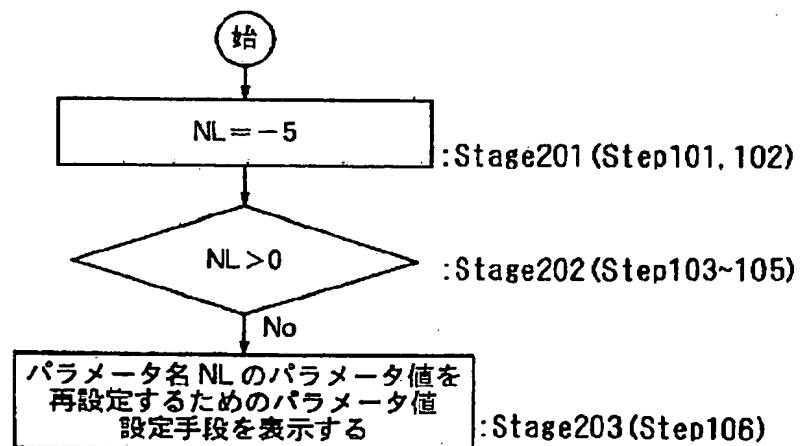 始
NL=-5
:Stage201(Step101,102)
NL>0
:Stage202(Step103~105)
No
パラメータ名NLのパラメータ値を
再設定するためのパラメータ値
設定手段を表示する
:Stage203(Step106)